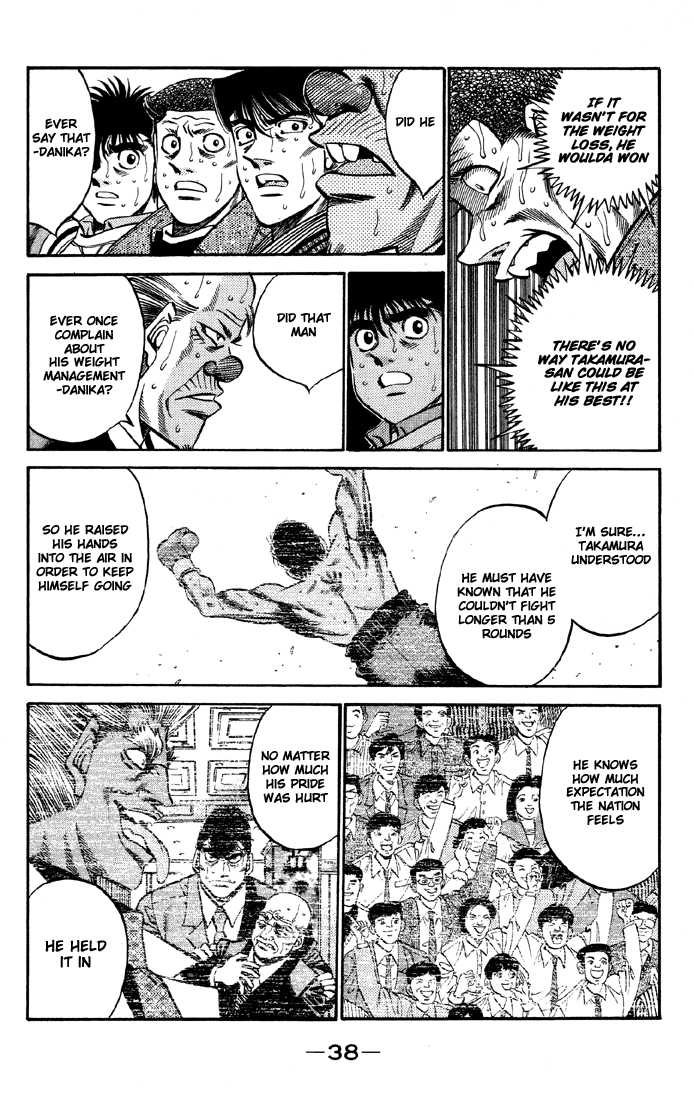 IF IT
WASN'T FOR
THE WEIGHT
LOSS, HE
WOULDA WON
THERE'S NO
WAY TAKAMURA-
SAN COULD BE
LIKE THIS AT
HIS BEST!!
DID HE
EVER
SAY THAT
-DANIKA?
DID THAT
MAN
EVER ONCE
COMPLAIN
ABOUT
HIS WEIGHT
MANAGEMENT
-DANIKA?
I'M SURE...
TAKAMURA
UNDERSTOOD
HE MUST HAVE
KNOWN THAT HE
COULDN'T FIGHT
LONGER THAN 5
ROUNDS
SO HE RAISED
HIS HANDS
INTO THE AIR IN
ORDER TO KEEP
HIMSELF GOING
HE KNOWS
HOW MUCH
EXPECTATION
THE NATION
FEELS
NO MATTER
HOW MUCH
HIS PRIDE
WAS HURT
HE HELD
IT IN
—38—